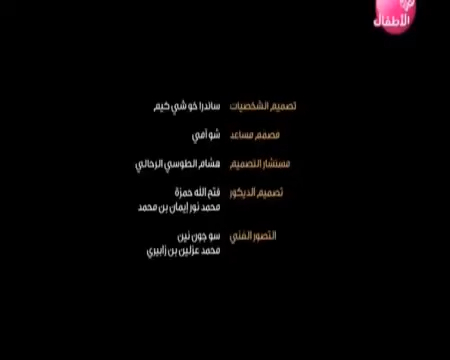 الأطفال
تصميم الشخصيات ساندرا خو شي كيم
مصمم مساعد شو آمي
مستشار التصميم هشام الطوسي الرحالي
تصميم الديكور فتح الله حمزة
محمد نور إيمان بن محمد
التصور الفني سو جون نين
محمد عزلين بن زابيري